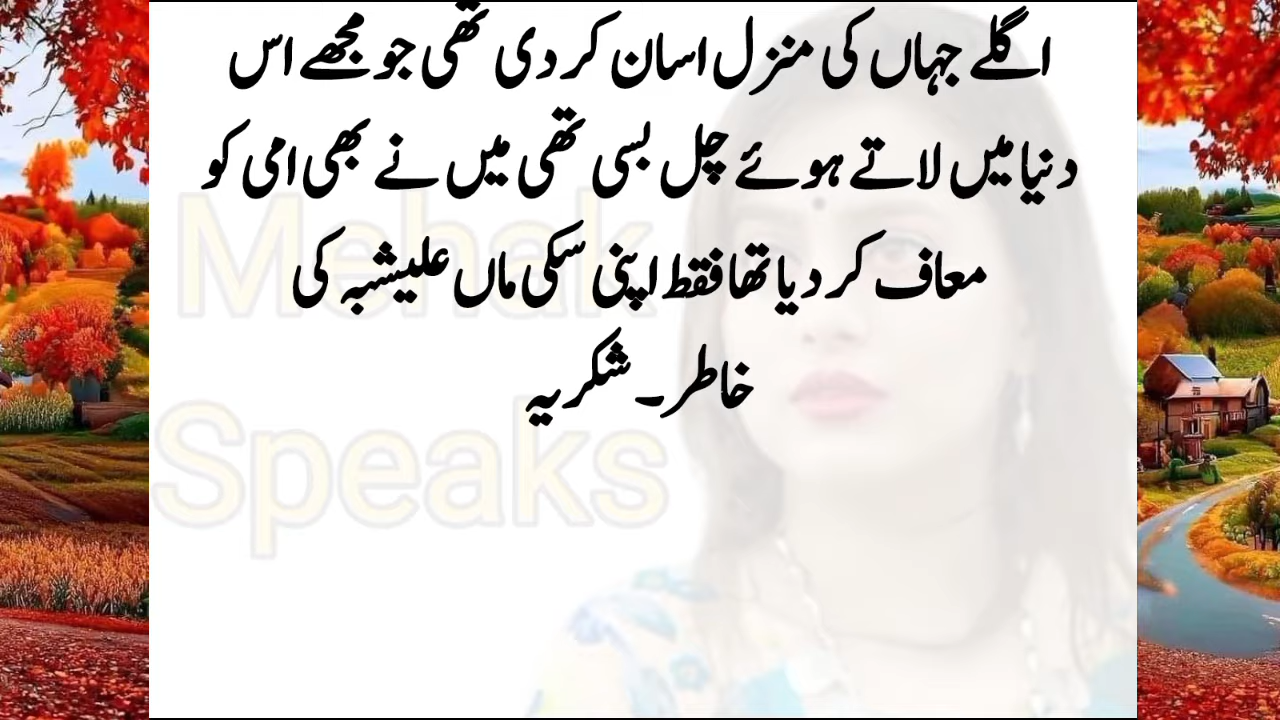 اگلے جہاں کی منزل اسان کر دی تھی جو مجھے اس
دنیا میں لاتے ہوئے چل بسی تھی میں نے بھی امی کو
معاف کر دیا تھا فقط اپنی سگی ماں علیشبہ کی
خاطر۔ شکریہ
Mehak
Speaks